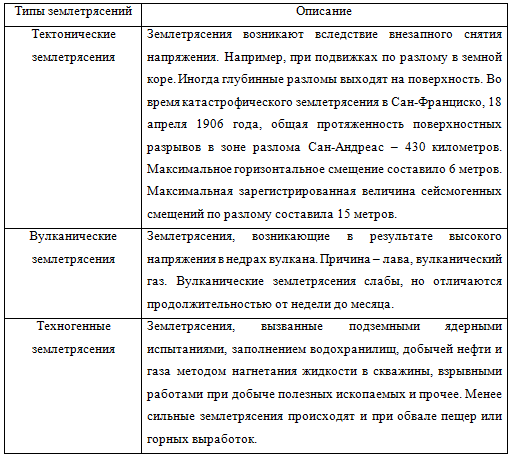 Типы землетрясений Описание
Тектонические землетрясения
Землетрясения возникают вследствие внезапного снятия
напряжения. Например, при подвижках по разлому в земной
коре. Иногда глубинные разломы выходят на поверхность. Во
время катастрофического землетрясения в Сан-Франциско, 18
апреля 1906 года, общая протяженность поверхностных
разрывов в зоне разлома Сан-Андреас – 430 километров.
Максимальное горизонтальное смещение составило 6 метров.
Максимальная зарегистрированная величина сейсмогенных
смещений по разлому составила 15 метров.
Вулканические
землетрясения
Землетрясения, возникающие в результате высокого
напряжения в недрах вулкана. Причина – лава, вулканический
газ. Вулканические землетрясения слабы, но отличаются
продолжительностью от недели до месяца.
Техногенные
землетрясения
Землетрясения, вызванные подземными ядерными
испытаниями, заполнением водохранилищ, добычей нефти и
газа методом нагнетания жидкости в скважины, взрывными
работами при добыче полезных ископаемых и прочее. Менее
сильные землетрясения происходят и при обвале пещер или
горных выработок.